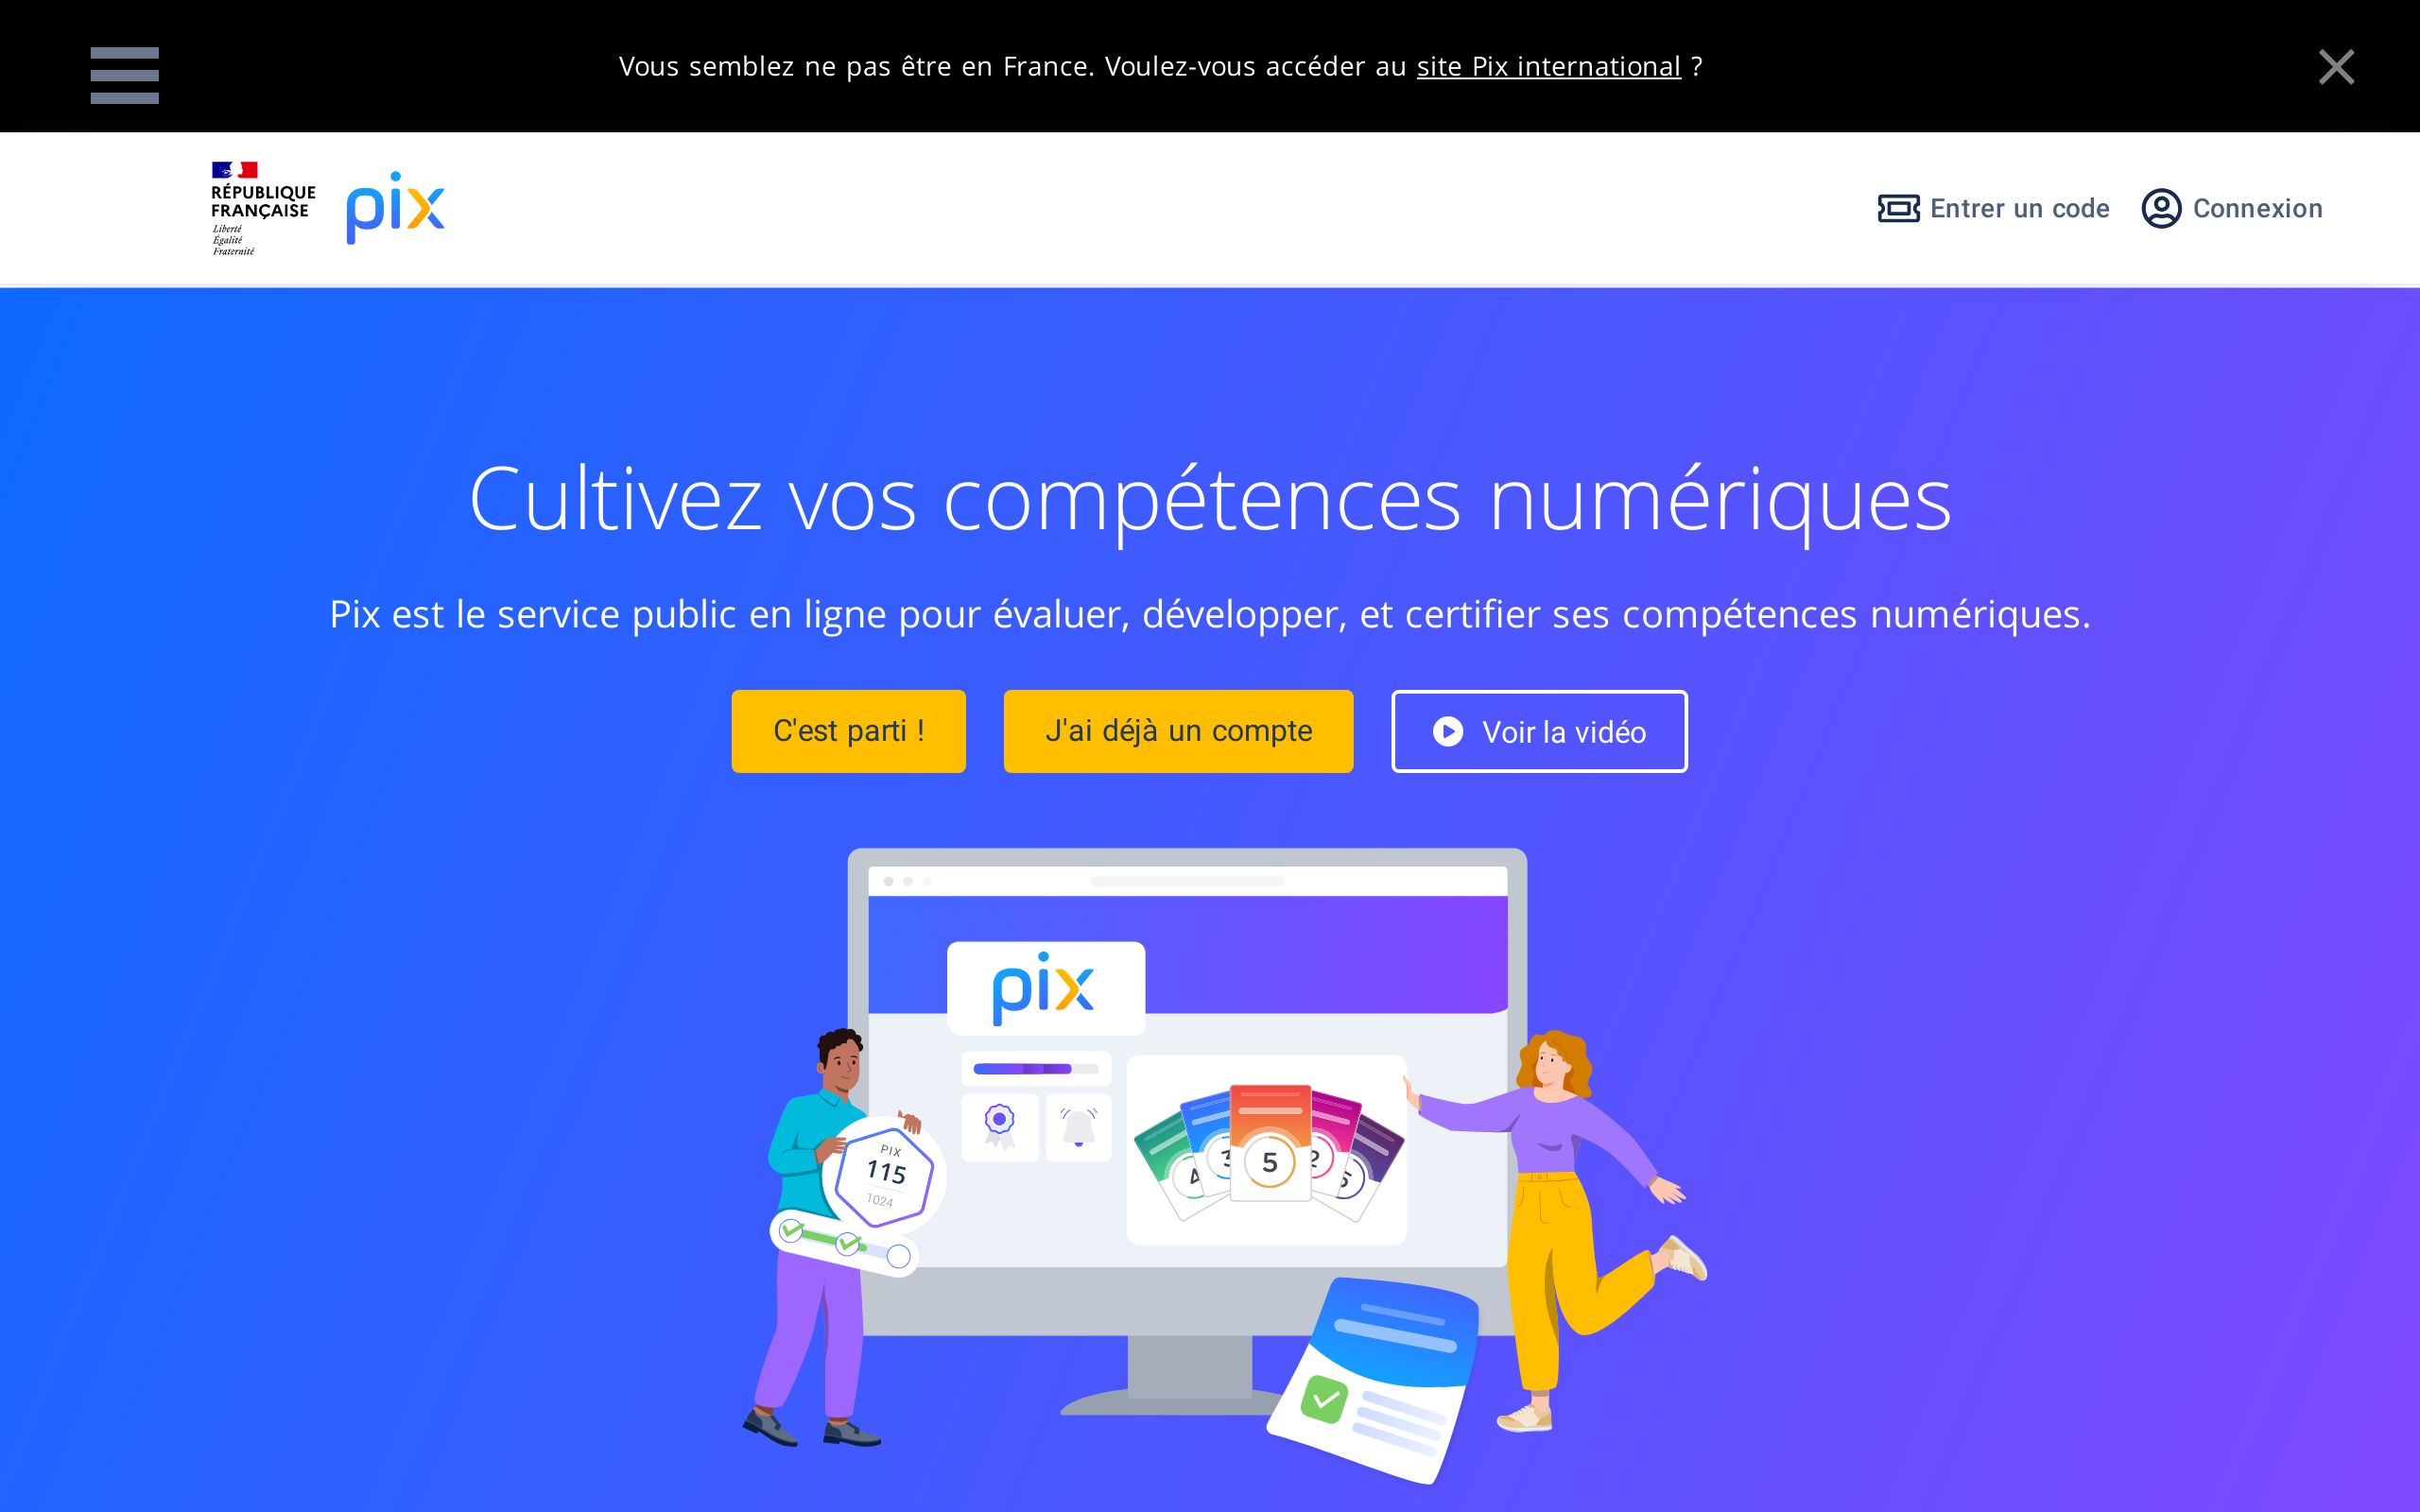 Vous semblez ne pas être en France. Voulez-vous accéder au site Pix international ?
RÉPUBLIQUE
FRANÇAISE
Liberté
Égalité
Fraternité
pix
Entrer un code
Connexion
Cultivez vos compétences numériques
Pix est le service public en ligne pour évaluer, développer, et certifier ses compétences numériques.
C'est parti !
J'ai déjà un compte
Voir la vidéo
pix
PIX
115
1024
4
3
5
2
5